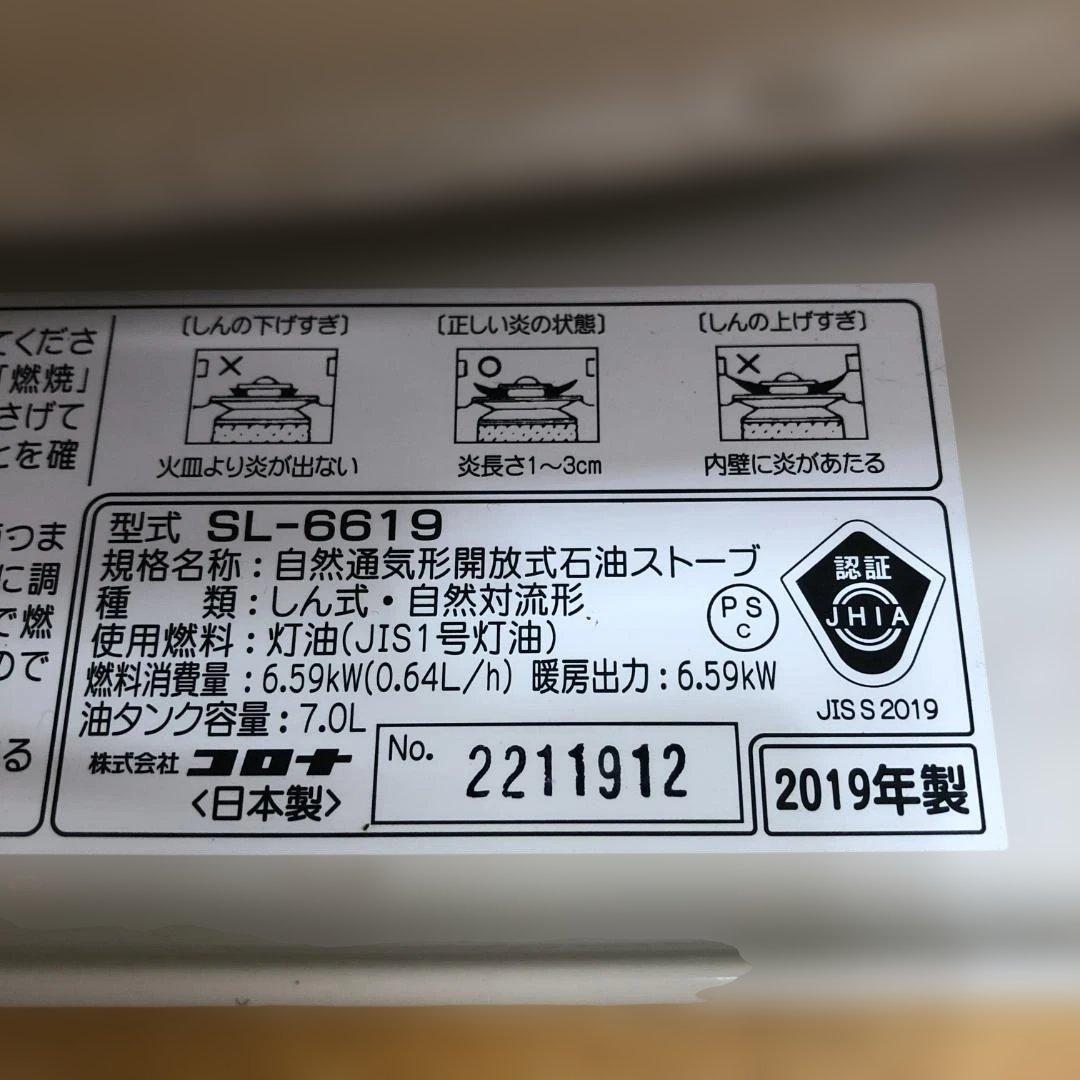 てくださ
「燃焼」
さげて
とを確
〔しんの下げすぎ〕
火皿より炎が出ない
〔正しい炎の状態〕
炎長さ1〜3cm
〔しんの上げすぎ〕
内壁に炎があたる
つま
に調
で燃
ので
る
型式 SL-6619
規格名称：自然通気形開放式石油ストーブ
種　　類：しん式・自然対流形
使用燃料：灯油(JIS1号灯油)
燃料消費量：6.59kW(0.64L/h) 暖房出力：6.59kW
油タンク容量：7.0L
株式会社 コロナ
〈日本製〉
No. 2211912
PS
C
認証
JHIA
JIS S 2019
2019年製